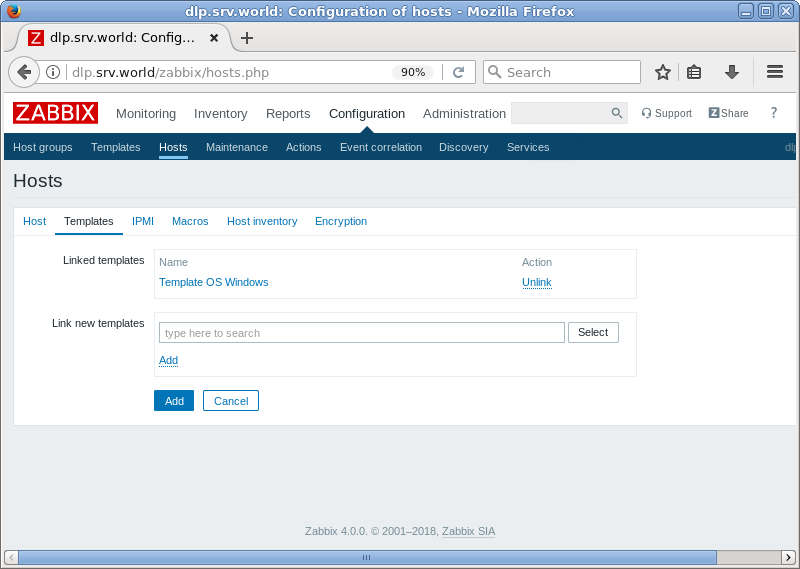 dlp.srv.world: Configuration of hosts - Mozilla Firefox
Z dlp.srv.world: Config...
dlp.srv.world/zabbix/hosts.php 90% Search
ZABBIX Monitoring Inventory Reports Configuration Administration Support Z Share ?
Host groups Templates Hosts Maintenance Actions Event correlation Discovery Services dlp
Hosts
Host Templates IPMI Macros Host inventory Encryption
Linked templates Name Action
Template OS Windows Unlink
Link new templates type here to search Select
Add
Add Cancel
Zabbix 4.0.0. © 2001–2018, Zabbix SIA